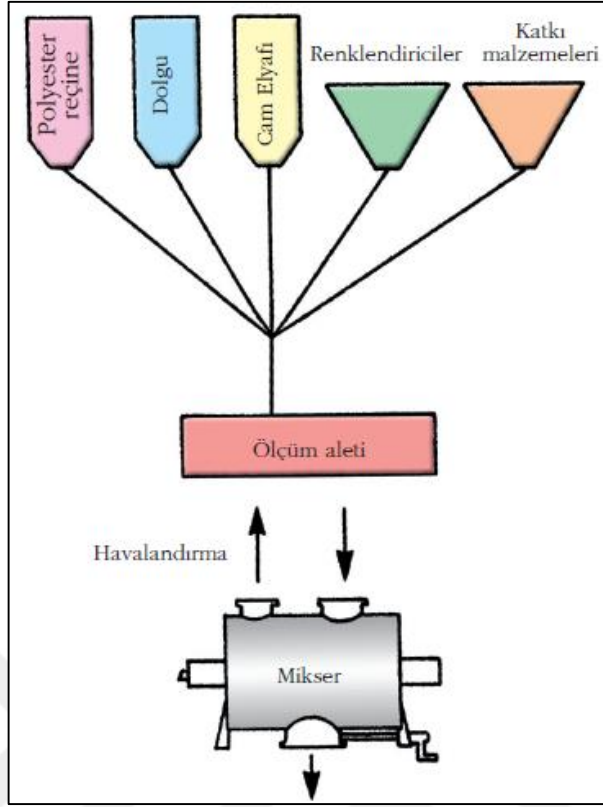 Polyester
reçine
Dolgu
Cam Elyafı
Renklendiriciler
Katkı
malzemeleri
Ölçüm aleti
Havalandırma
Mikser